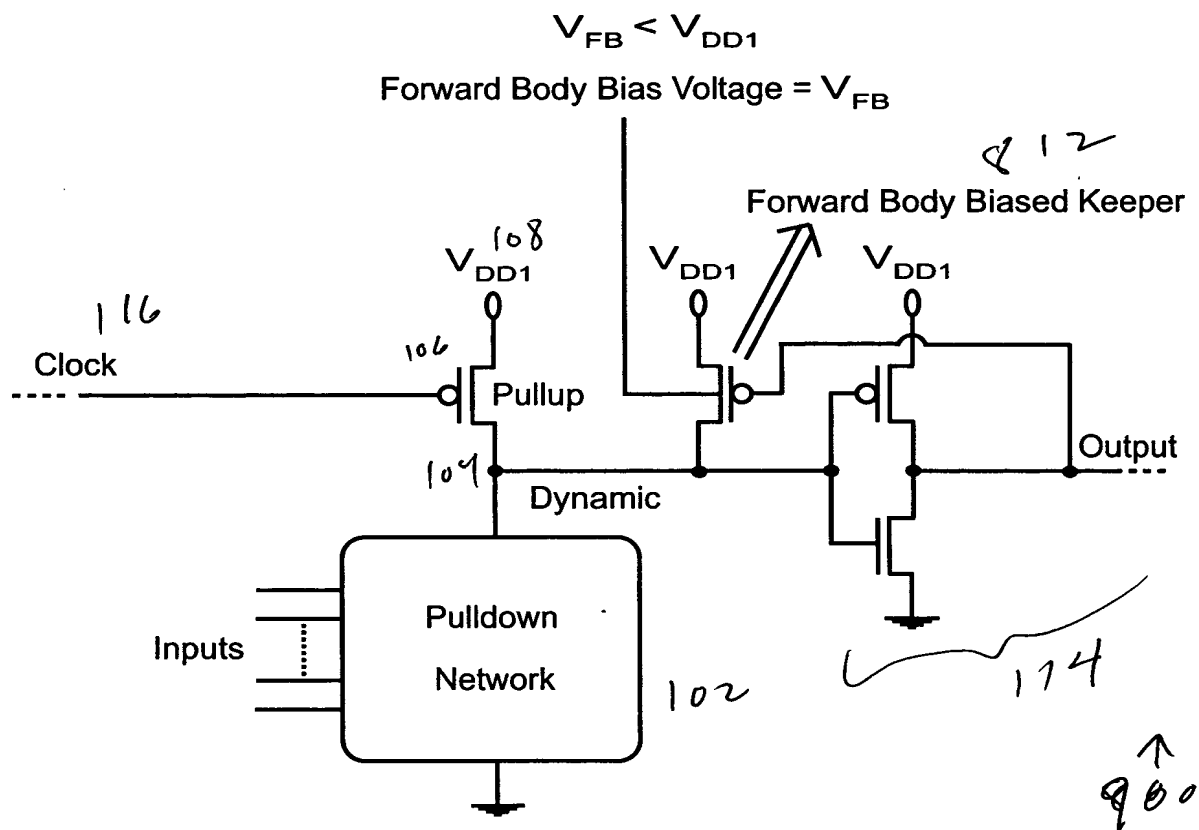 V_FB < V_DD1
Forward Body Bias Voltage = V_FB
812
Forward Body Biased Keeper
108
V_DD1
V_DD1
V_DD1
116
Clock
106
Pullup
Output
104
Dynamic
Inputs
Pulldown
Network
102
114